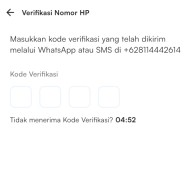 Verifikasi Nomor HP
Masukkan kode verifikasi yang telah dikirim
melalui WhatsApp atau SMS di +628114442614
Kode Verifikasi
Tidak menerima Kode Verifikasi? 04:52